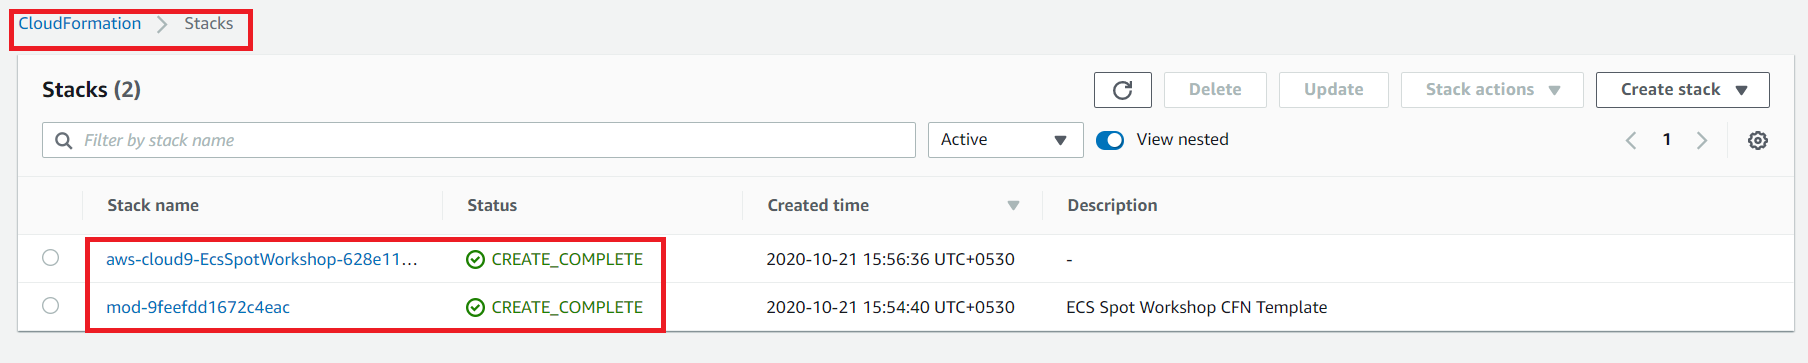 CloudFormation > Stacks
Stacks (2)
Delete Update Stack actions Create stack
Filter by stack name Active View nested 1
Stack name Status Created time Description
aws-cloud9-EcsSpotWorkshop-628e11... CREATE_COMPLETE 2020-10-21 15:56:36 UTC+0530 -
mod-9feefdd1672c4eac CREATE_COMPLETE 2020-10-21 15:54:40 UTC+0530 ECS Spot Workshop CFN Template